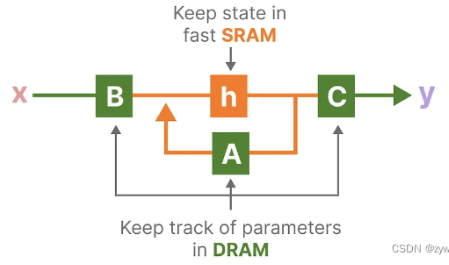 Keep state in
fast SRAM
x B h C y
A
Keep track of parameters
in DRAM
CSDN @zyw